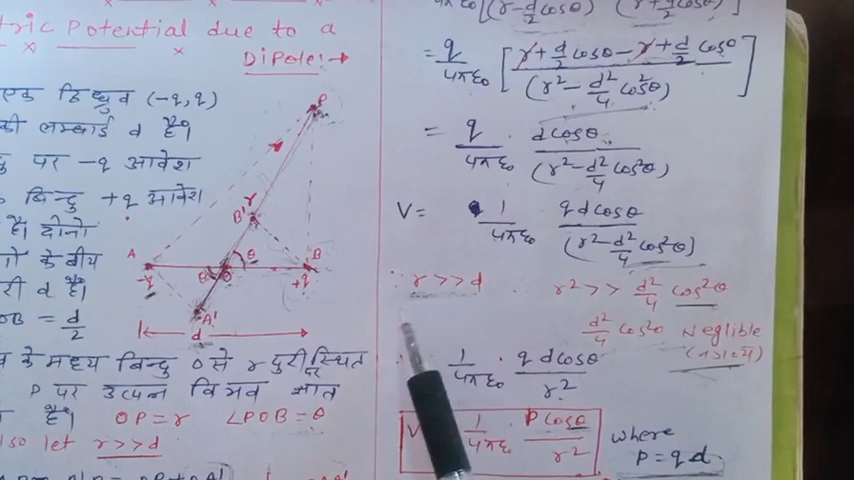 tric Potential due to a
Dipole:→
एक द्विध्रुव (-q, q)
की लम्बाई d है।
पर -q आवेश
बिन्दु +q आवेश
है। दोनो
है।
OB = d/2
के मध्य बिन्दु O से r दूरी पर स्थित
P पर उत्पन्न विभव ज्ञात
है। OP = r ∠POB = θ
also let r>>d
P
r
B'
A
θ
B
-q
θ
O
+q
A'
d
= q/4πε₀ [ (r + d/2 cosθ - r + d/2 cosθ) / (r² - d²/4 cos²θ) ]
= q/4πε₀ . d cosθ / (r² - d²/4 cos²θ)
V = 1/4πε₀ q d cosθ / (r² - d²/4 cos²θ)
∵ r >> d ∴ r² >> d²/4 cos²θ
d²/4 cos²θ Neglible
(नगण्य)
1/4πε₀ . q d cosθ / r²
V 1/4πε₀ . P cosθ / r² where
P = q d